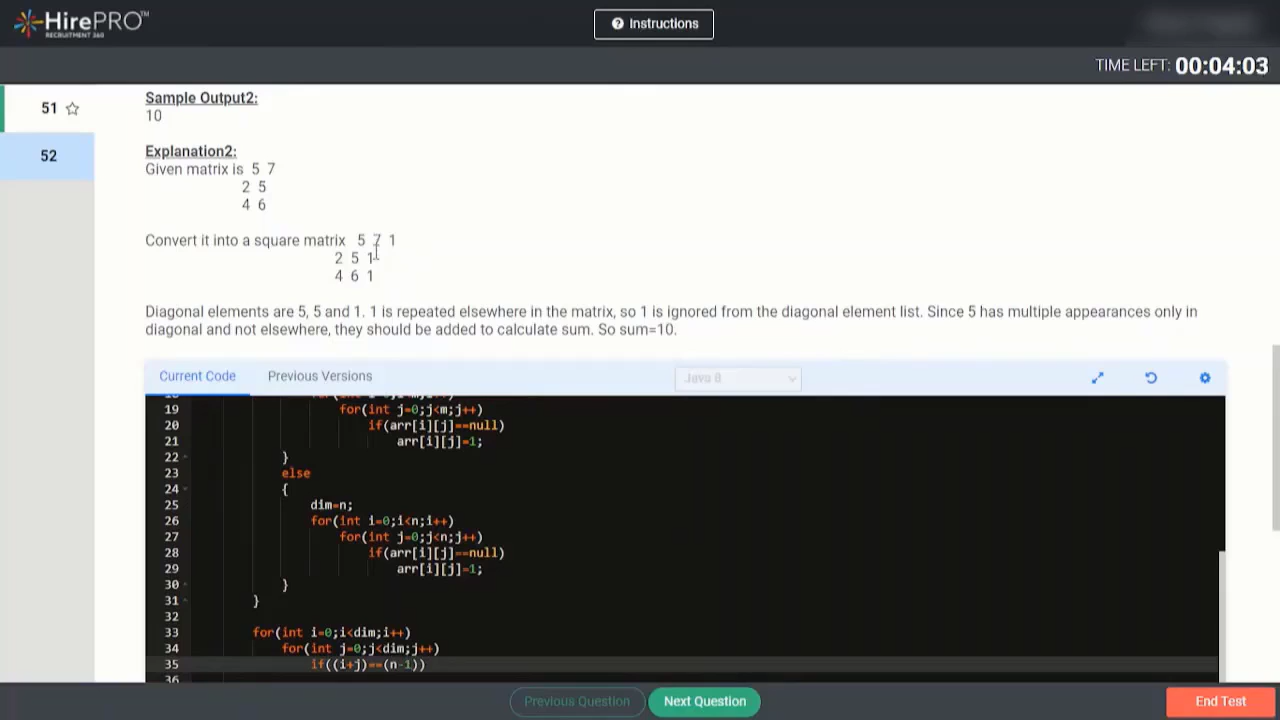 HirePRO™
RECRUITMENT 360
Instructions
TIME LEFT: 00:04:03
51
52
Sample Output2:
10
Explanation2:
Given matrix is 5 7
2 5
4 6
Convert it into a square matrix 5 7 1
2 5 1
4 6 1
Diagonal elements are 5, 5 and 1. 1 is repeated elsewhere in the matrix, so 1 is ignored from the diagonal element list. Since 5 has multiple appearances only in
diagonal and not elsewhere, they should be added to calculate sum. So sum=10.
Current Code Previous Versions Java 8
19 for(int j=0;j<m;j++)
20 if(arr[i][j]==null)
21 arr[i][j]=1;
22 }
23 else
24 {
25 dim=n;
26 for(int i=0;i<n;i++)
27 for(int j=0;j<n;j++)
28 if(arr[i][j]==null)
29 arr[i][j]=1;
30 }
31 }
32
33 for(int i=0;i<dim;i++)
34 for(int j=0;j<dim;j++)
35 if((i+j)==(n-1))
36
Previous Question Next Question End Test